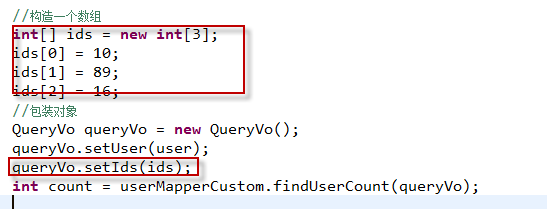 //构造一个数组
int[] ids = new int[3];
ids[0] = 10;
ids[1] = 89;
ids[2] = 16;
//包装对象
QueryVo queryVo = new QueryVo();
queryVo.setUser(user);
queryVo.setIds(ids);
int count = userMapperCustom.findUserCount(queryVo);